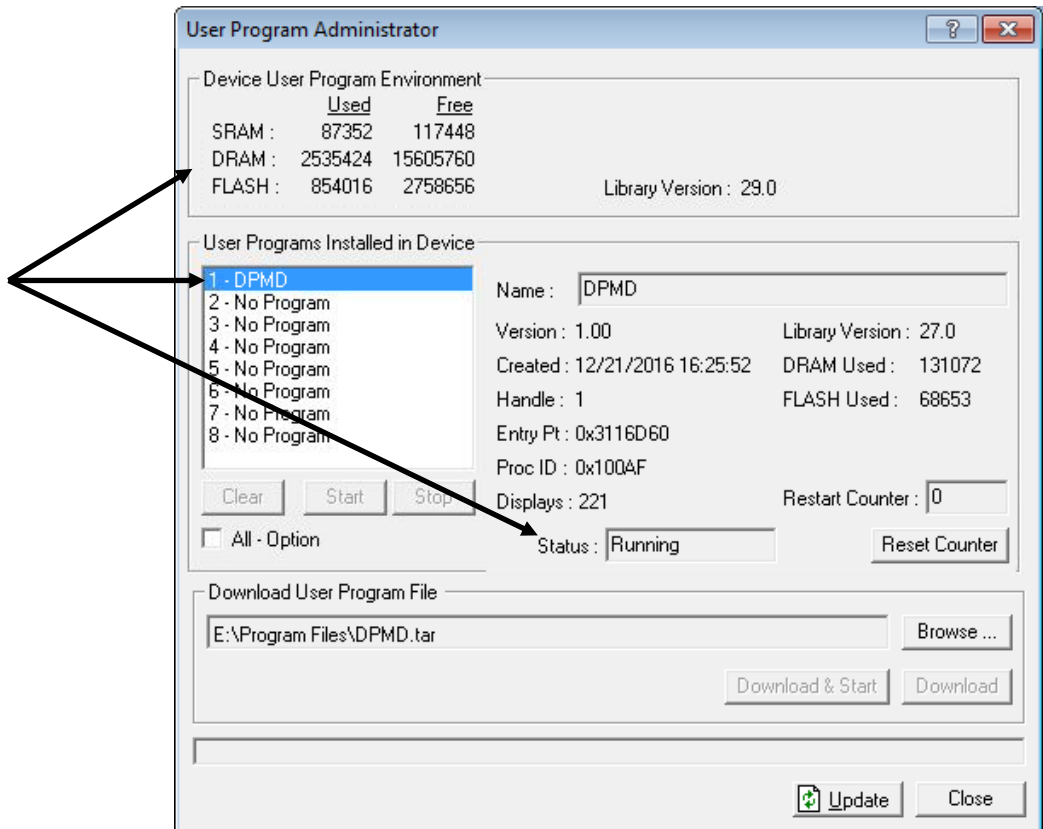 User Program Administrator
Device User Program Environment
Used Free
SRAM : 87352 117448
DRAM : 2535424 15605760
FLASH : 854016 2758656 Library Version : 29.0
User Programs Installed in Device
1 - DPMD
2 - No Program
3 - No Program
4 - No Program
5 - No Program
6 - No Program
7 - No Program
8 - No Program
Clear Start Stop
All - Option
Name : DPMD
Version : 1.00 Library Version : 27.0
Created : 12/21/2016 16:25:52 DRAM Used : 131072
Handle : 1 FLASH Used : 68653
Entry Pt : 0x3116D60
Proc ID : 0x100AF
Displays : 221 Restart Counter : 0
Status : Running Reset Counter
Download User Program File
E:\Program Files\DPMD.tar Browse ...
Download & Start Download
Update Close